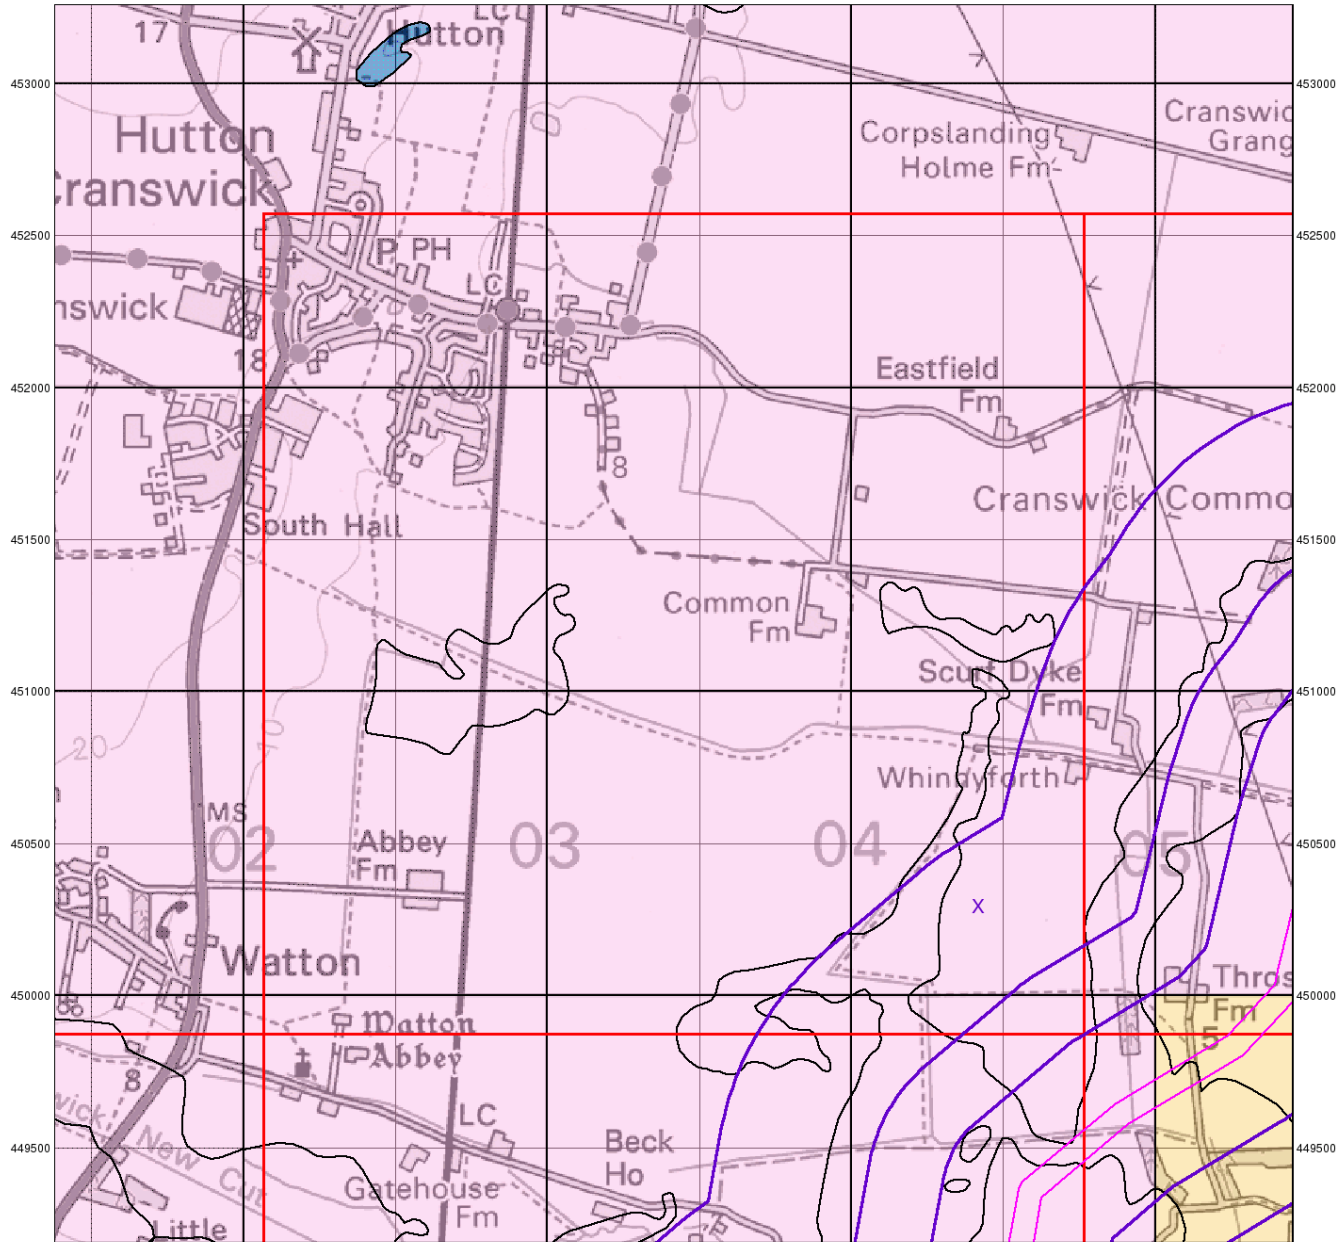 LC
17
Hutton
453000
453000
Cranswic
Hutton
Corpslanding
Grang
Holme Fm
Cranswick
452500
452500
P PH
LC
nswick
18
Eastfield
452000
452000
Fm
8
Cranswick Commo
South Hall
451500
451500
Common
Fm
Scurf Dyke
451000
451000
Fm
20
10
Whindyforth
MS
02
03
04
05
450500
450500
Abbey
Fm
X
Watton
Thros
450000
450000
Fm
Watton
5
Abbey
8
wick New Cut
LC
Beck
449500
449500
Ho
Gatehouse
Fm
Little